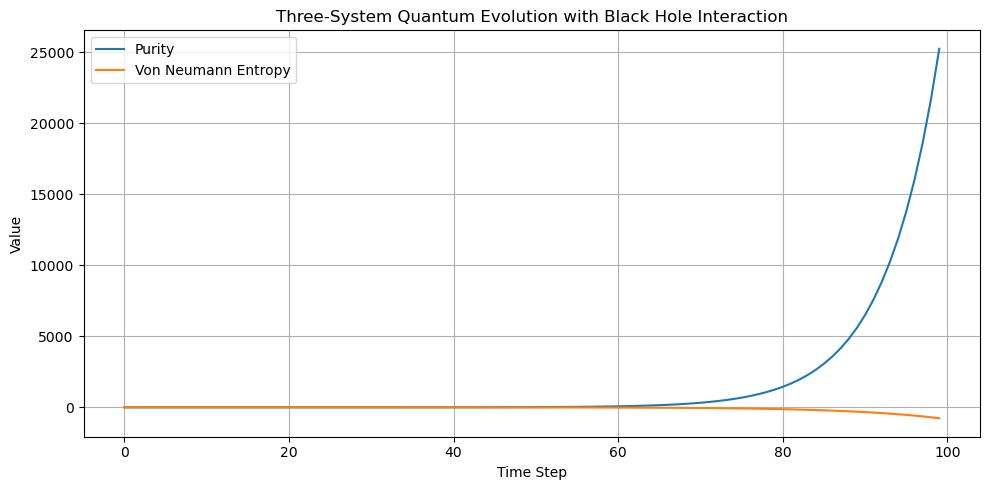 Three-System Quantum Evolution with Black Hole Interaction
Purity
Von Neumann Entropy
25000
20000
15000
10000
5000
0
Value
0 20 40 60 80 100
Time Step